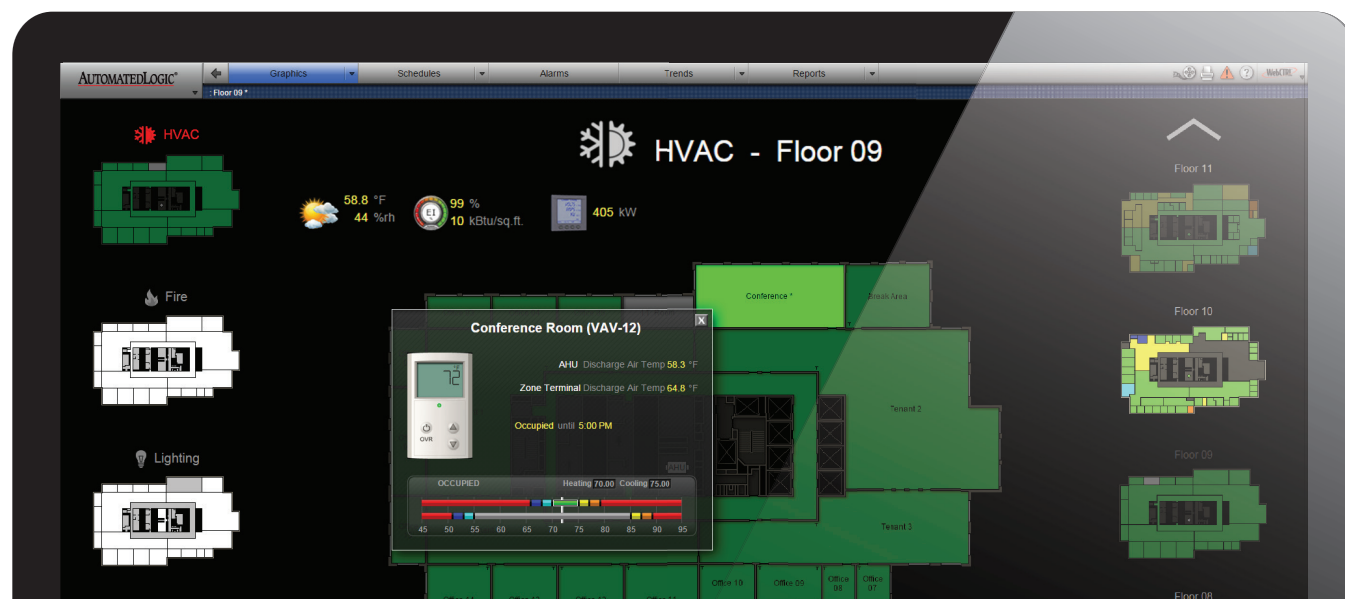 AUTOMATEDLOGIC®
Graphics
Schedules
Alarms
Trends
Reports
WebCTRL®
: Floor 09 *
HVAC
HVAC - Floor 09
Floor 11
58.8 °F
44 %rh
EI
99 %
10 kBtu/sq.ft.
405 kW
Fire
Conference *
Break Area
Floor 10
Conference Room (VAV-12)
X
72
AHU Discharge Air Temp 58.3 °F
Zone Terminal Discharge Air Temp 64.8 °F
OVR
Occupied until 5:00 PM
Tenant 2
Lighting
Floor 09
(AHU)
OCCUPIED
Heating 70.00 Cooling 75.00
45 50 55 60 65 70 75 80 85 90 95
Tenant 3
Office 10
Office 09
Office 08
Office 07
Floor 08